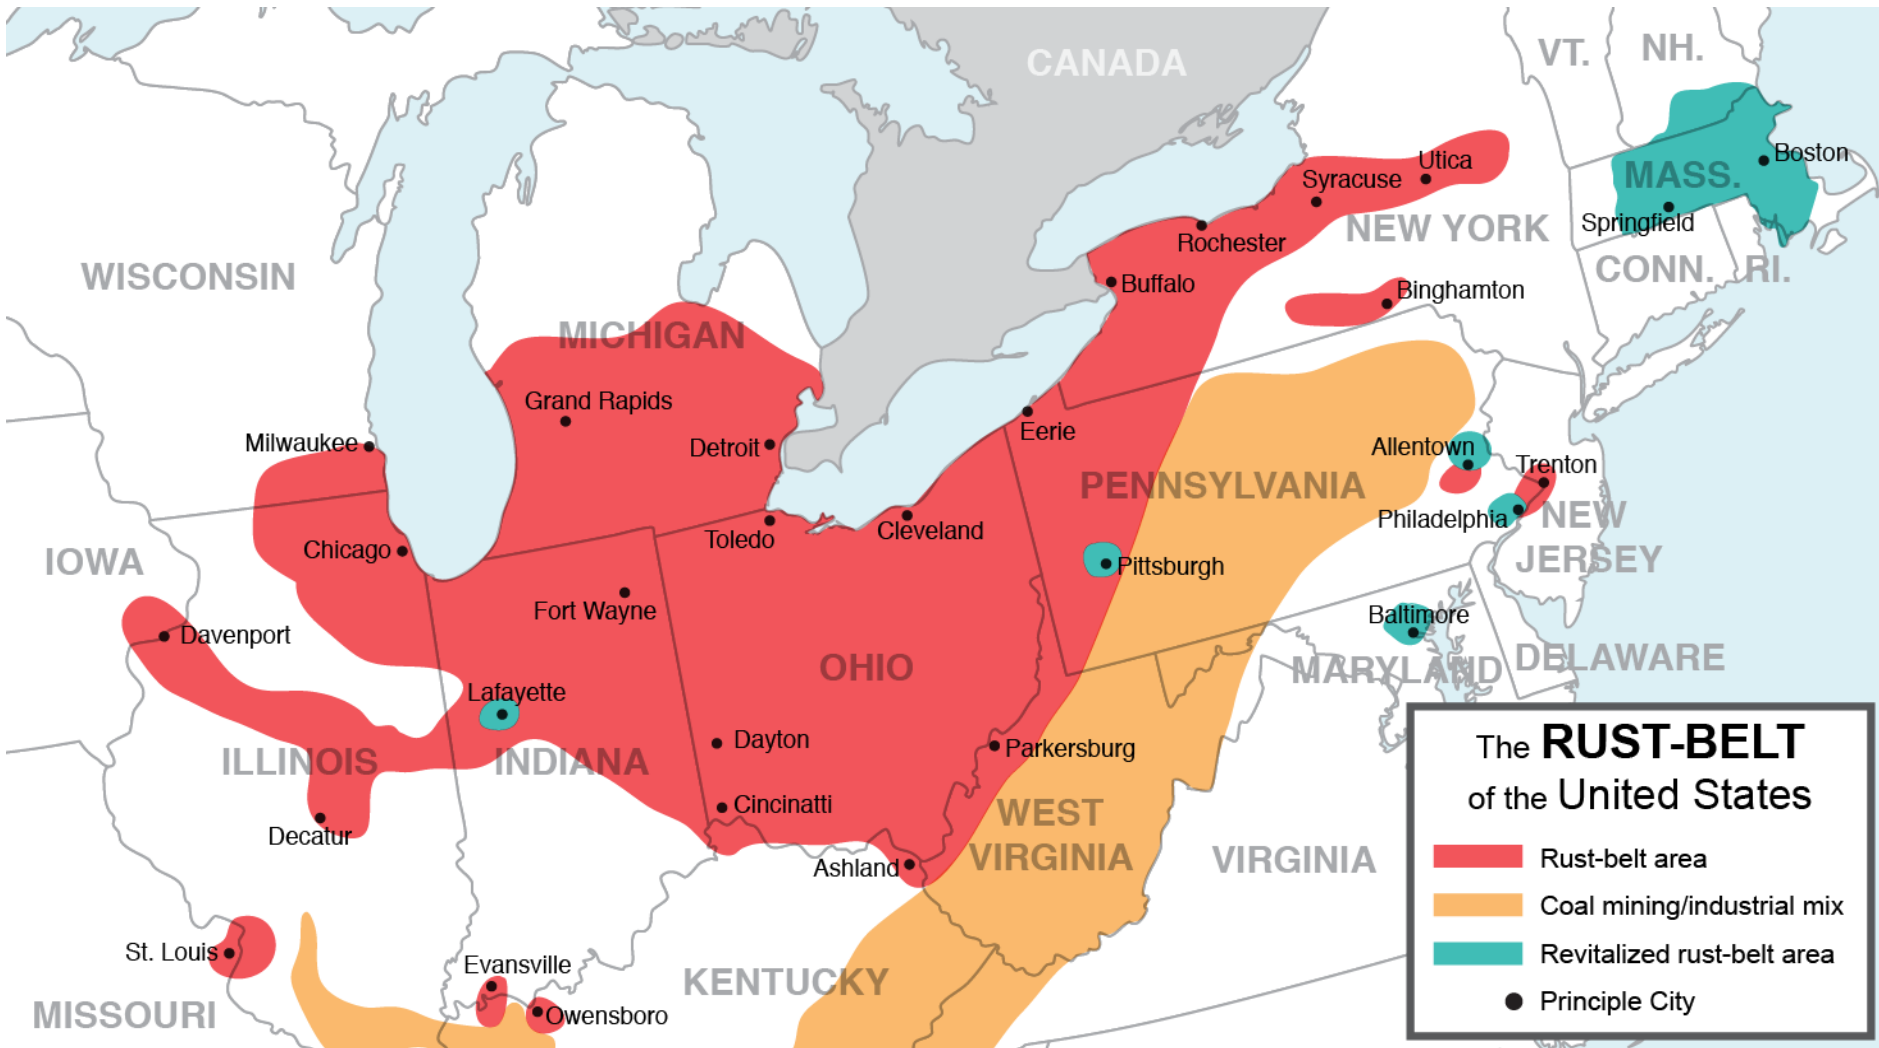 CANADA
VT.
NH.
Boston
MASS.
Utica
Syracuse
Springfield
NEW YORK
Rochester
CONN.
RI.
WISCONSIN
Buffalo
Binghamton
MICHIGAN
Grand Rapids
Milwaukee
Detroit
Eerie
Allentown
Trenton
PENNSYLVANIA
Philadelphia
NEW
JERSEY
Toledo
Cleveland
Chicago
IOWA
Pittsburgh
Fort Wayne
Baltimore
Davenport
OHIO
MARYLAND
DELAWARE
Lafayette
Dayton
Parkersburg
ILLINOIS
INDIANA
Cincinatti
WEST
VIRGINIA
Decatur
Ashland
VIRGINIA
St. Louis
Evansville
KENTUCKY
MISSOURI
Owensboro
The RUST-BELT
of the United States
Rust-belt area
Coal mining/industrial mix
Revitalized rust-belt area
Principle City